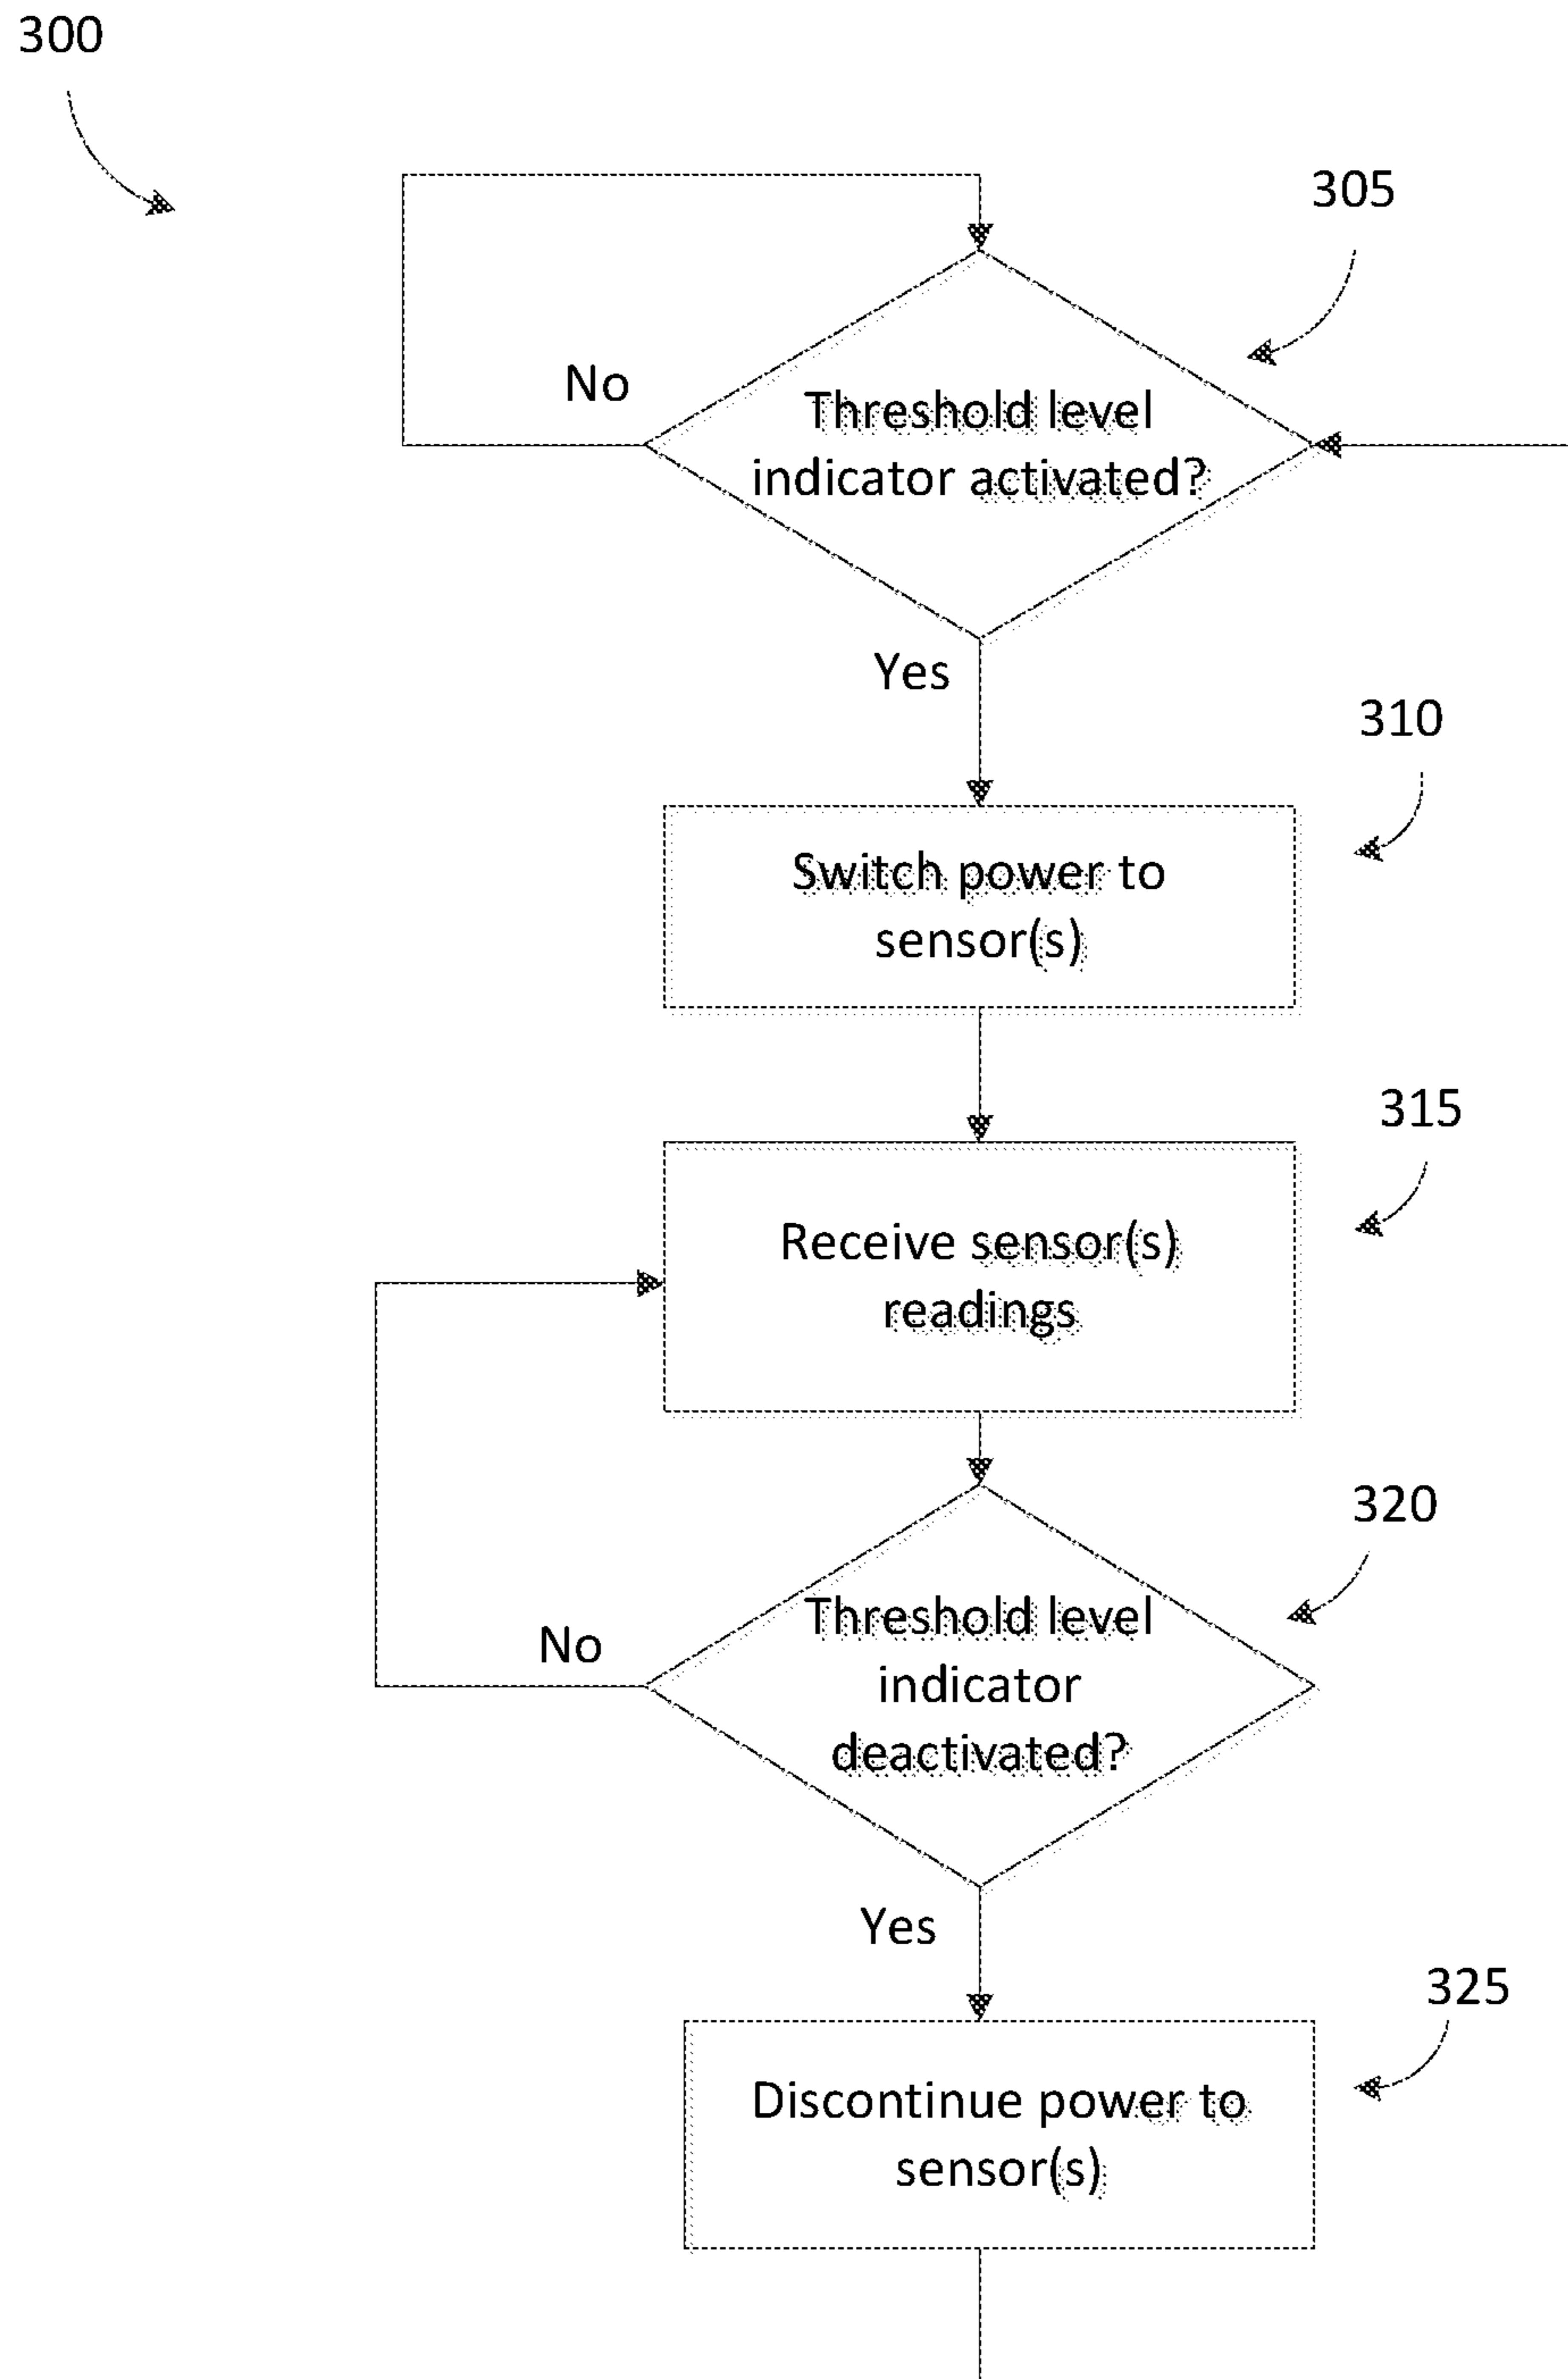 300
305
No
Threshold level
indicator activated?
Yes
310
Switch power to
sensor(s)
315
Receive sensor(s)
readings
320
No
Threshold level
indicator
deactivated?
Yes
325
Discontinue power to
sensor(s)